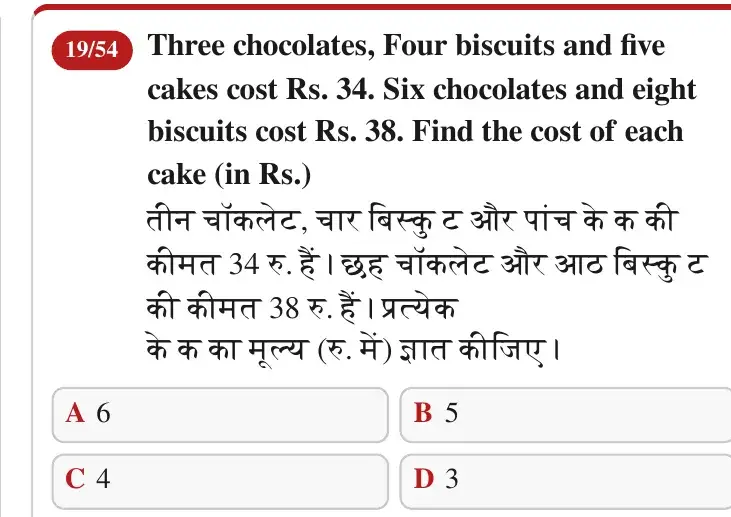 19/54 Three chocolates, Four biscuits and five
cakes cost Rs. 34. Six chocolates and eight
biscuits cost Rs. 38. Find the cost of each
cake (in Rs.)
तीन चॉकलेट, चार बिस्कु ट और पांच के क की
कीमत 34 रु. हैं। छह चॉकलेट और आठ बिस्कु ट
की कीमत 38 रु. हैं। प्रत्येक
के क का मूल्य (रु. में) ज्ञात कीजिए।
A 6
B 5
C 4
D 3